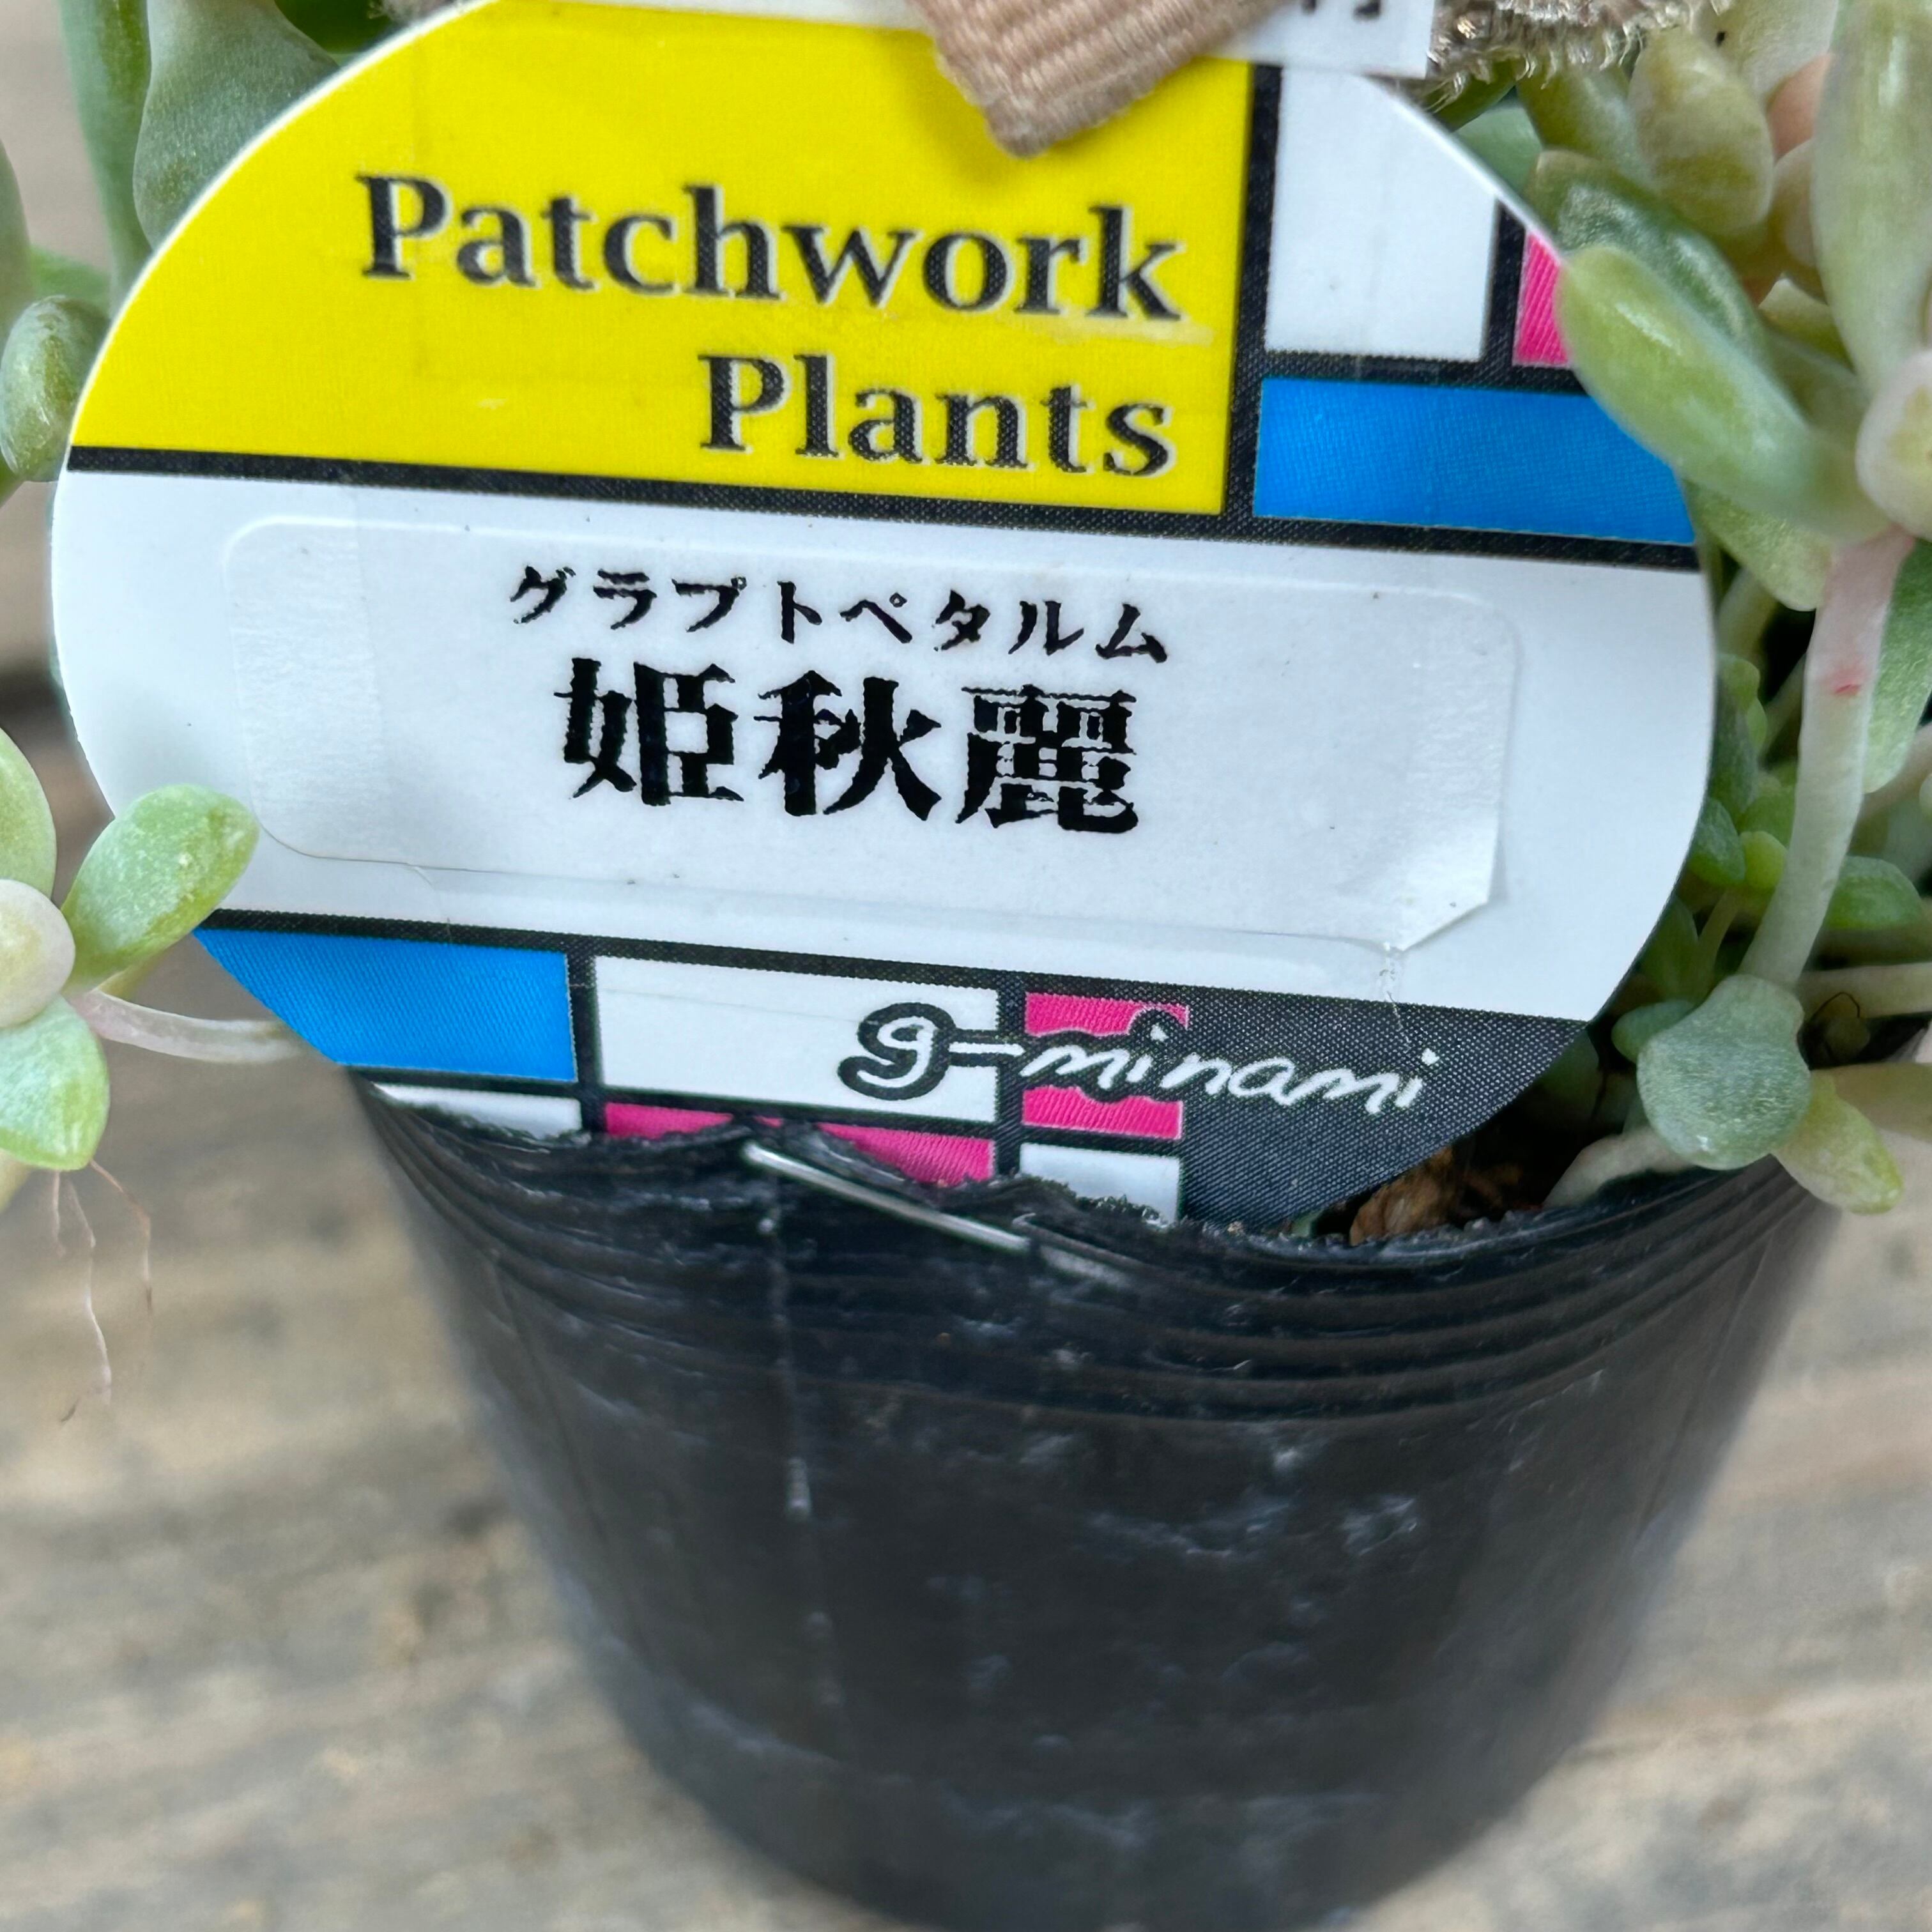 Patchwork
Plants
グラプトペタルム
姫秋麗
g-minami